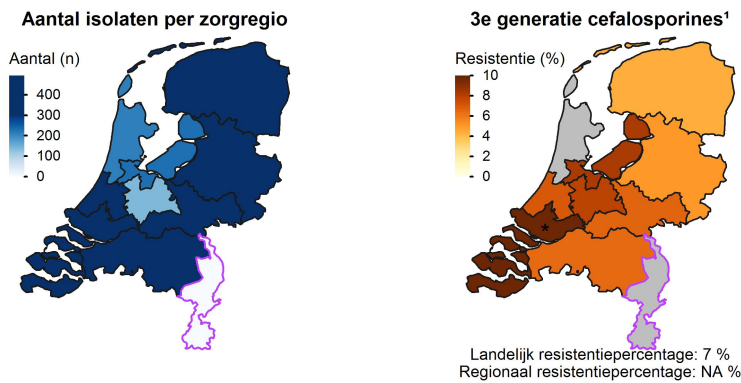 Aantal isolaten per zorgregio
Aantal (n)
400
300
200
100
0
3e generatie cefalosporines¹
Resistentie (%)
10
8
6
4
2
0
*
Landelijk resistentiepercentage: 7 %
Regionaal resistentiepercentage: NA %